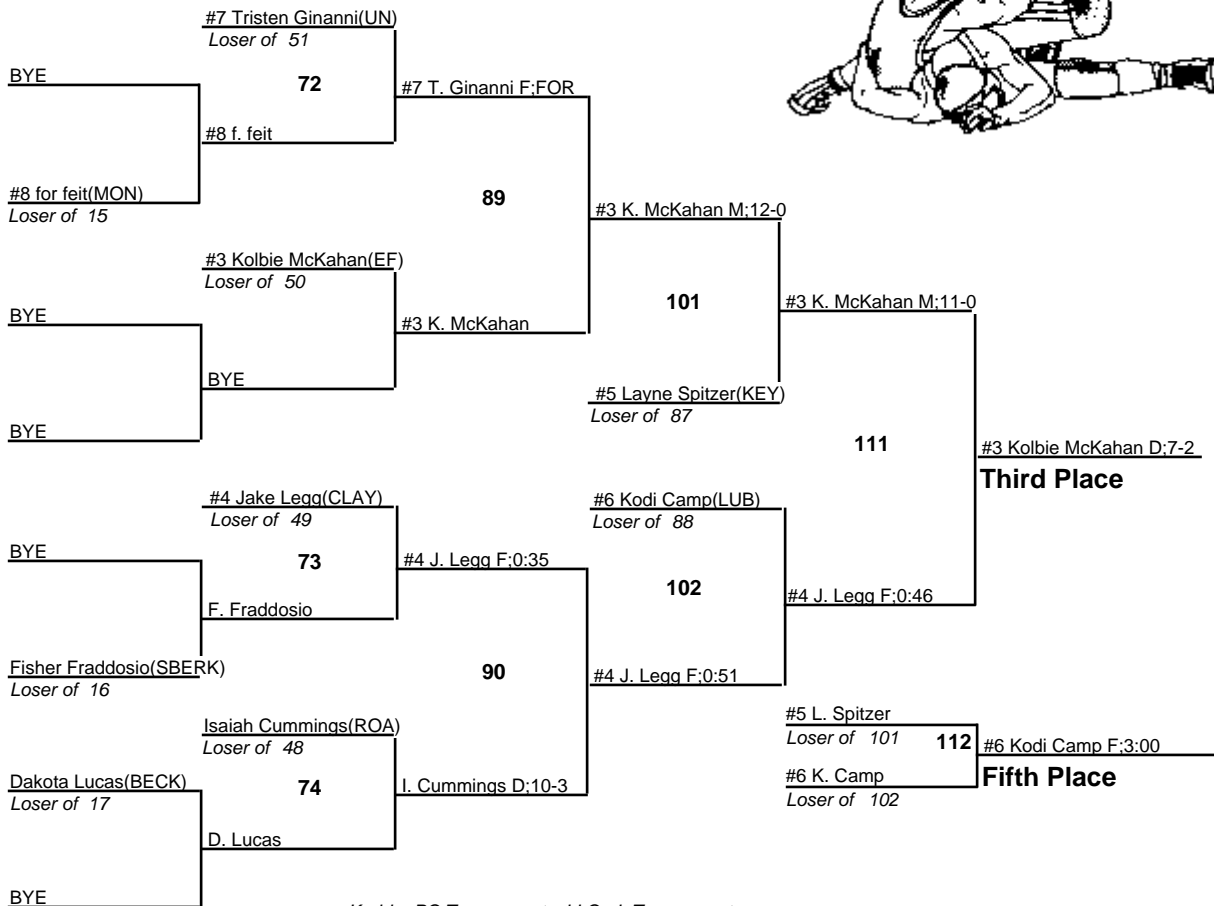 #7 Tristen Ginanni(UN)
Loser of 51
BYE
72
#7 T. Ginanni F;FOR
#8 f. feit
#8 for feit(MON)
Loser of 15
89
#3 K. McKahan M;12-0
#3 Kolbie McKahan(EF)
Loser of 50
BYE
#3 K. McKahan
101
#3 K. McKahan M;11-0
BYE
#5 Layne Spitzer(KEY)
Loser of 87
BYE
111
#3 Kolbie McKahan D;7-2
Third Place
#4 Jake Legg(CLAY)
Loser of 49
#6 Kodi Camp(LUB)
Loser of 88
BYE
73
#4 J. Legg F;0:35
102
#4 J. Legg F;0:46
F. Fraddosio
Fisher Fraddosio(SBERK)
Loser of 16
90
#4 J. Legg F;0:51
Isaiah Cummings(ROA)
Loser of 48
#5 L. Spitzer
Loser of 101
112
#6 Kodi Camp F;3:00
Fifth Place
#6 K. Camp
Loser of 102
Dakota Lucas(BECK)
Loser of 17
74
I. Cummings D;10-3
D. Lucas
BYE